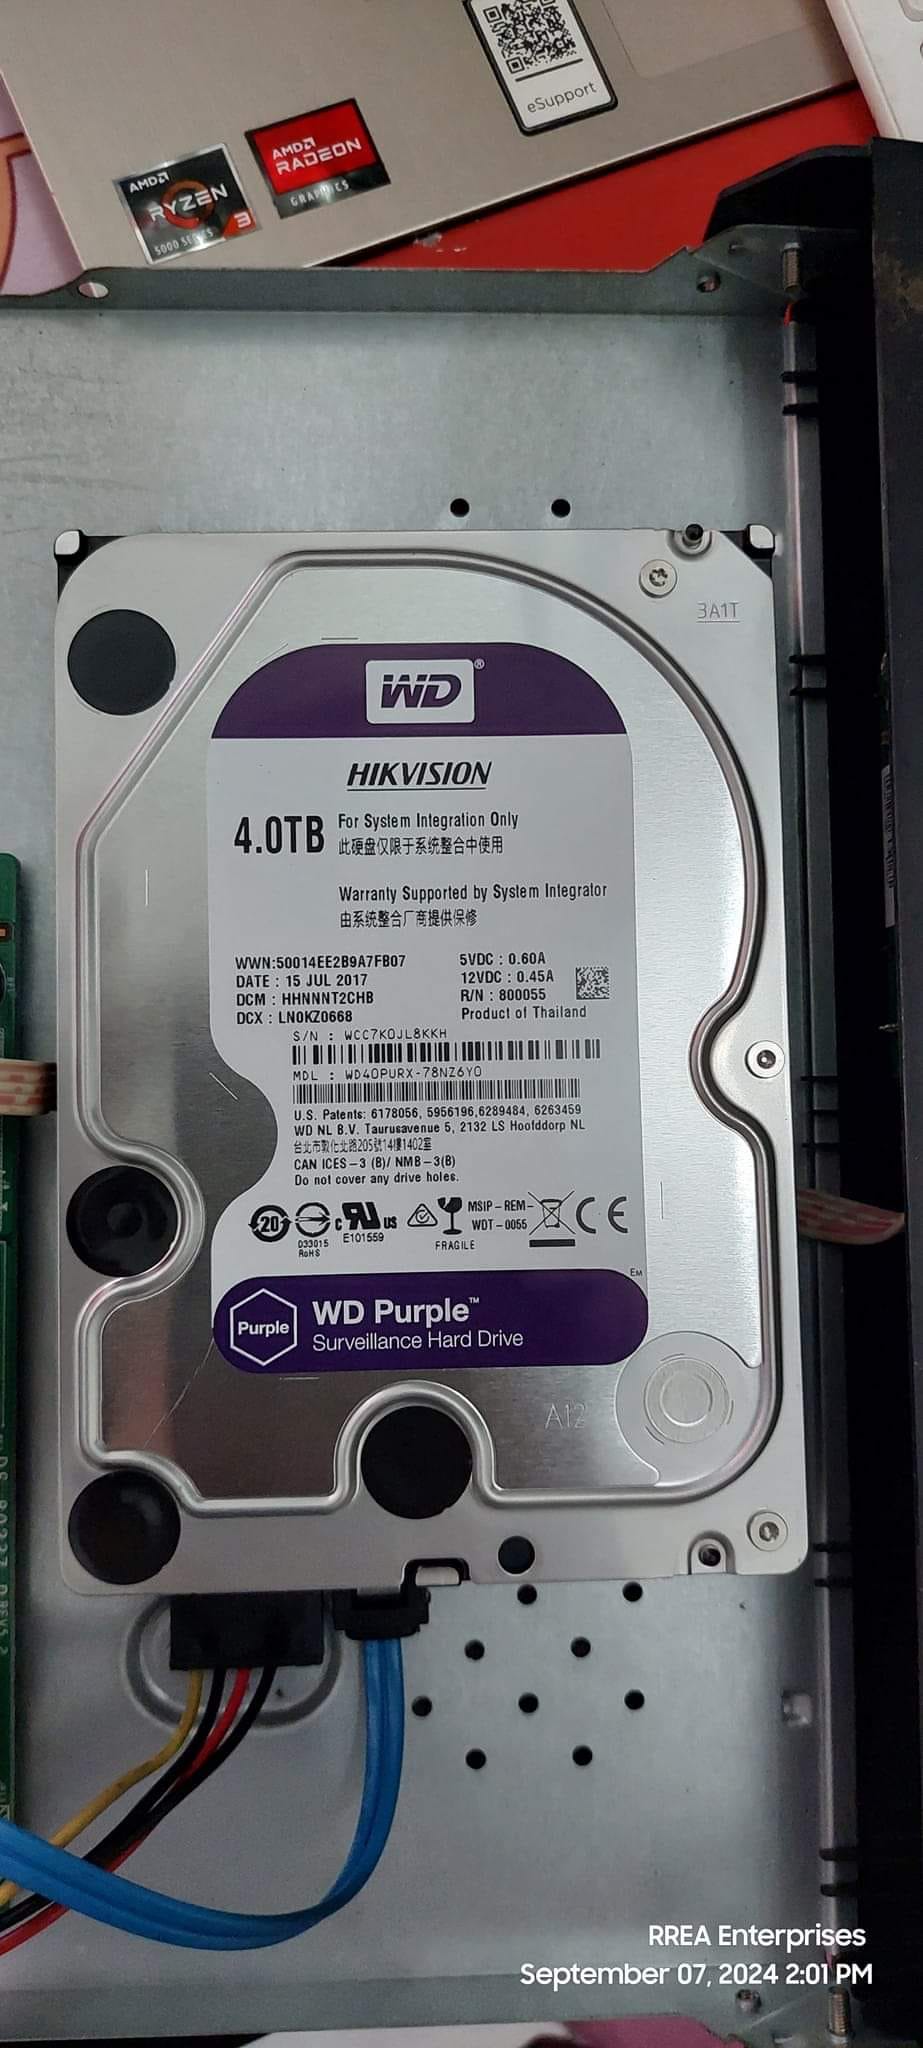 eSupport
AMD
RADEON
GRAPHICS
AMD
RYZEN
3
5000 SERIES
3A1T
WD®
HIKVISION
4.0TB
For System Integration Only
此硬盘仅限于系统整合中使用
Warranty Supported by System Integrator
由系统整合厂商提供保修
WWN:50014EE2B9A7FB07
DATE : 15 JUL 2017
DCM : HHNNNT2CHB
DCX : LN0KZ0668
5VDC : 0.60A
12VDC : 0.45A
R/N : 800055
Product of Thailand
S/N : WCC7K0JL8KKH
MDL : WD40PURX-78NZ6Y0
U.S. Patents: 6178056, 5956196,6289484, 6263459
WD NL B.V. Taurusavenue 5, 2132 LS Hoofddorp NL
台北市敦化北路205號14樓1402室
CAN ICES-3 (B)/ NMB-3(B)
Do not cover any drive holes.
20
D33015
RoHS
c RU US
E101559
FRAGILE
MSIP-REM-
WDT-0055
CE
EM
Purple
WD Purple™
Surveillance Hard Drive
A12
RREA Enterprises
September 07, 2024 2:01 PM